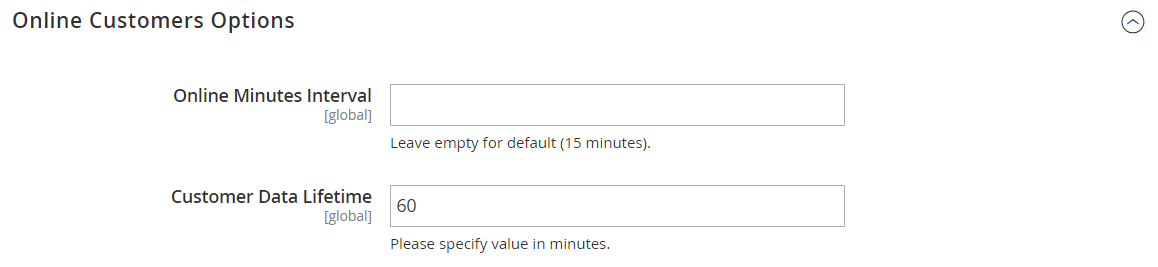 Online Customers Options
Online Minutes Interval
[global]
Leave empty for default (15 minutes).
Customer Data Lifetime
[global]
60
Please specify value in minutes.